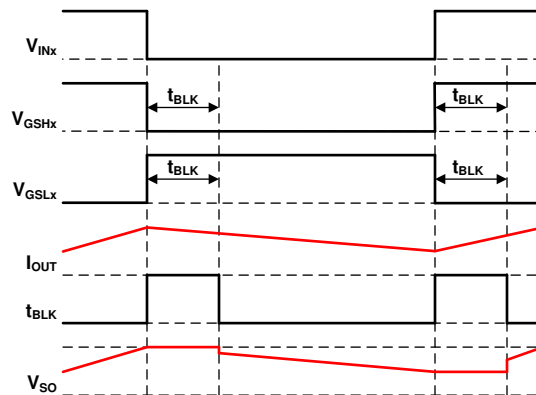 V_INx
t_BLK t_BLK
V_GSHx
t_BLK t_BLK
V_GSLx
I_OUT
t_BLK
V_SO